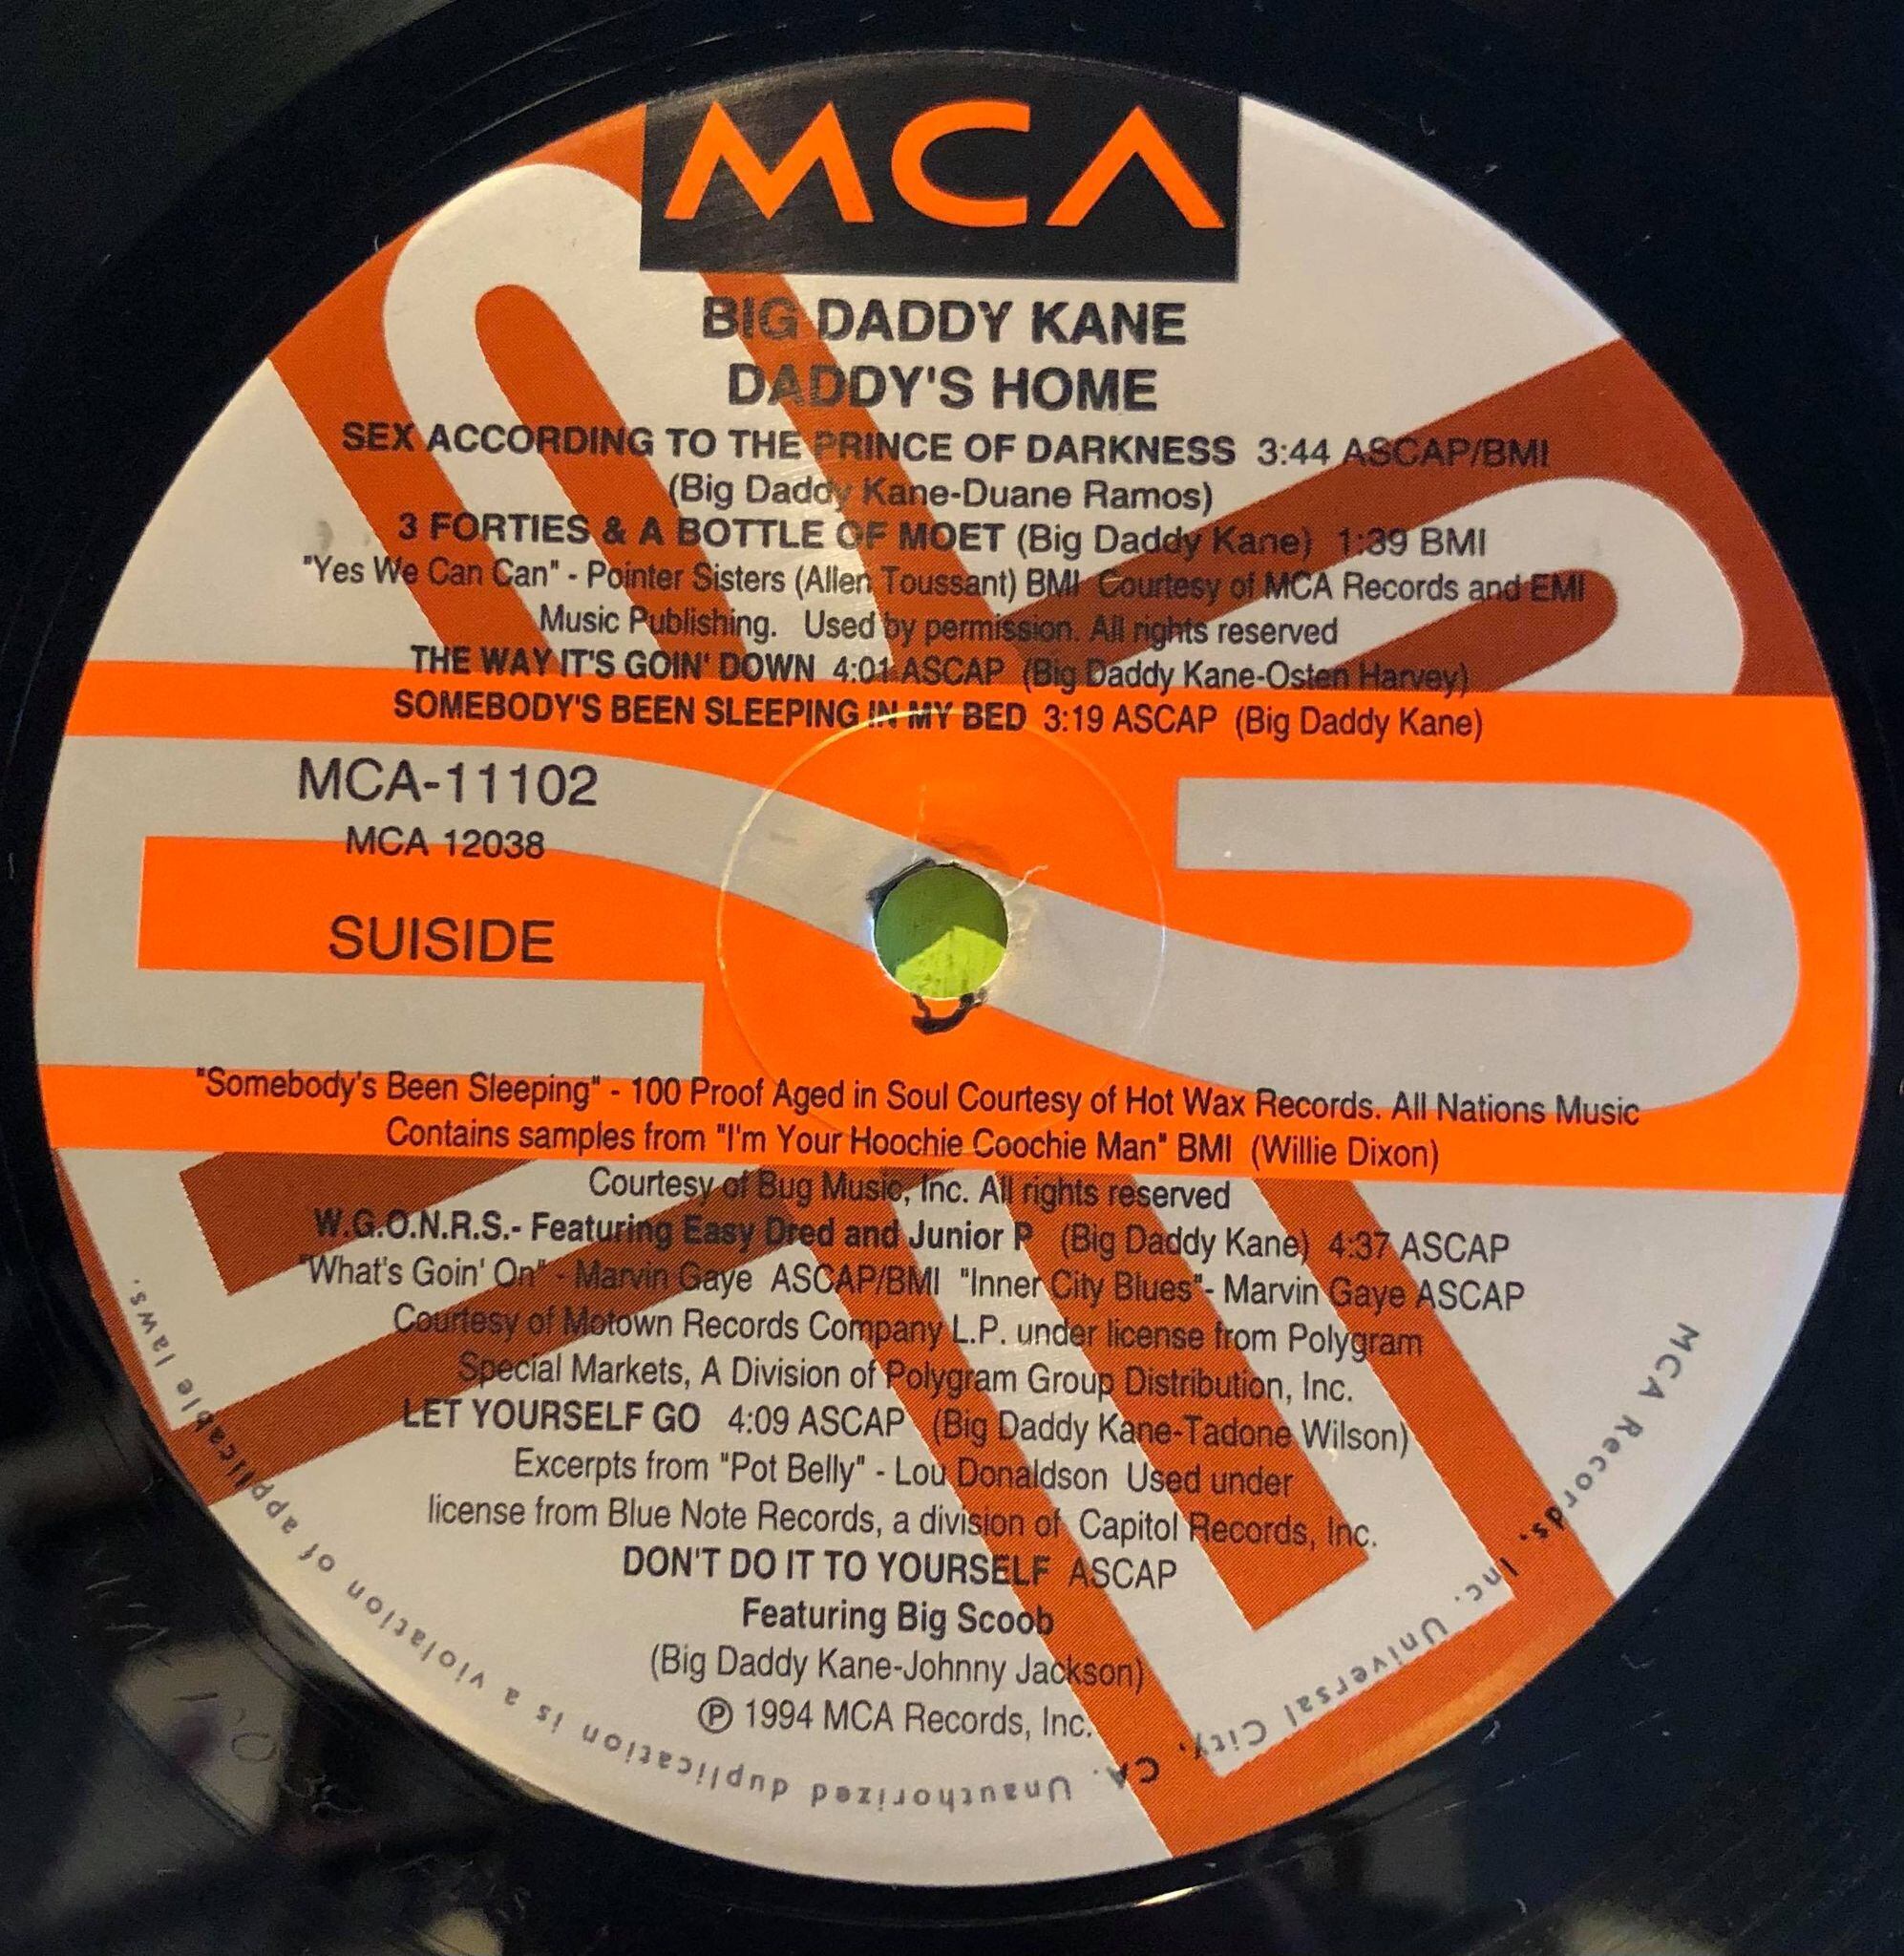 MCA
BIG DADDY KANE
DADDY'S HOME
SEX ACCORDING TO THE PRINCE OF DARKNESS 3:44 ASCAP/BMI
(Big Daddy Kane-Duane Ramos)
3 FORTIES & A BOTTLE OF MOET (Big Daddy Kane) 1:39 BMI
"Yes We Can Can" - Pointer Sisters (Allen Toussant) BMI Courtesy of MCA Records and EMI
Music Publishing. Used by permission. All rights reserved
THE WAY IT'S GOIN' DOWN 4:01 ASCAP (Big Daddy Kane-Osten Harvey)
SOMEBODY'S BEEN SLEEPING IN MY BED 3:19 ASCAP (Big Daddy Kane)
MCA-11102
MCA 12038
SUISIDE
"Somebody's Been Sleeping" - 100 Proof Aged in Soul Courtesy of Hot Wax Records. All Nations Music
Contains samples from "I'm Your Hoochie Coochie Man" BMI (Willie Dixon)
Courtesy of Bug Music, Inc. All rights reserved
W.G.O.N.R.S.- Featuring Easy Dred and Junior P (Big Daddy Kane) 4:37 ASCAP
"What's Goin' On" - Marvin Gaye ASCAP/BMI "Inner City Blues"- Marvin Gaye ASCAP
Courtesy of Motown Records Company L.P. under license from Polygram
Special Markets, A Division of Polygram Group Distribution, Inc.
LET YOURSELF GO 4:09 ASCAP (Big Daddy Kane-Tadone Wilson)
Excerpts from "Pot Belly" - Lou Donaldson Used under
license from Blue Note Records, a division of Capitol Records, Inc.
DON'T DO IT TO YOURSELF ASCAP
Featuring Big Scoob
(Big Daddy Kane-Johnny Jackson)
℗ 1994 MCA Records, Inc.
MCA Records, Inc. Universal City, CA. Unauthorized duplication is a violation of applicable laws.